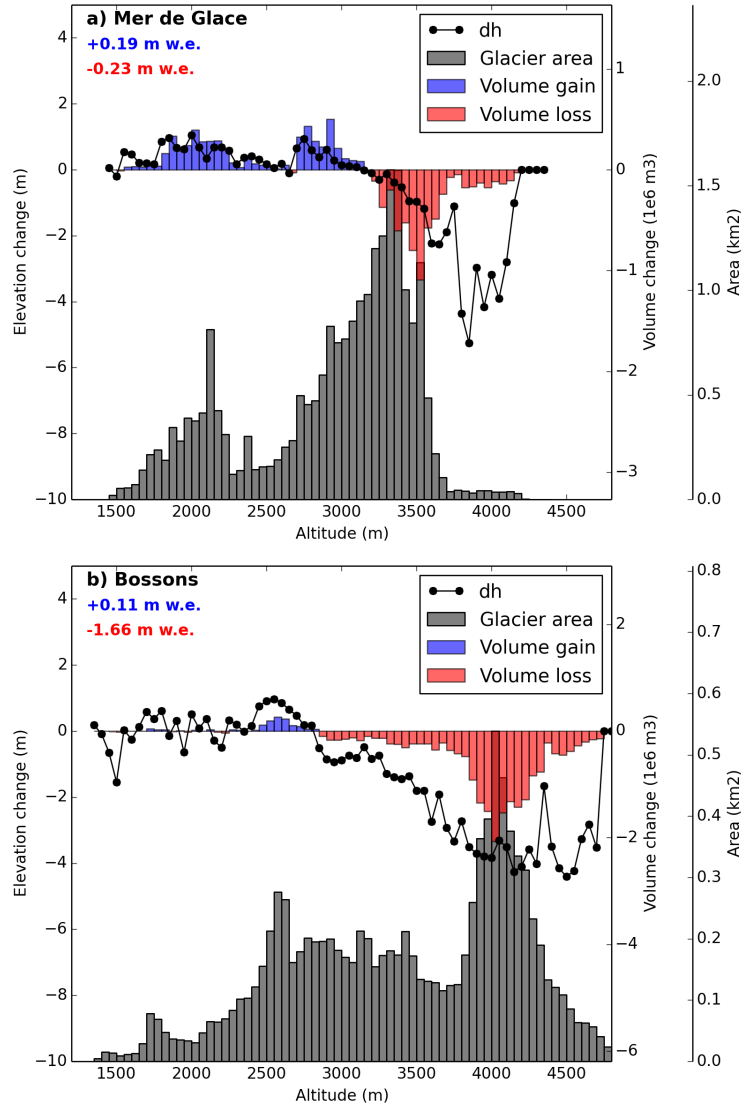 a) Mer de Glace
+0.19 m w.e.
-0.23 m w.e.
dh
Glacier area
Volume gain
Volume loss
4
2
0
−2
−4
−6
−8
−10
Elevation change (m)
1500 2000 2500 3000 3500 4000 4500
Altitude (m)
1
0
−1
−2
−3
Volume change (1e6 m3)
2.0
1.5
1.0
0.5
0.0
Area (km2)
b) Bossons
+0.11 m w.e.
-1.66 m w.e.
dh
Glacier area
Volume gain
Volume loss
4
2
0
−2
−4
−6
−8
−10
Elevation change (m)
1500 2000 2500 3000 3500 4000 4500
Altitude (m)
2
0
−2
−4
−6
Volume change (1e6 m3)
0.8
0.7
0.6
0.5
0.4
0.3
0.2
0.1
0.0
Area (km2)